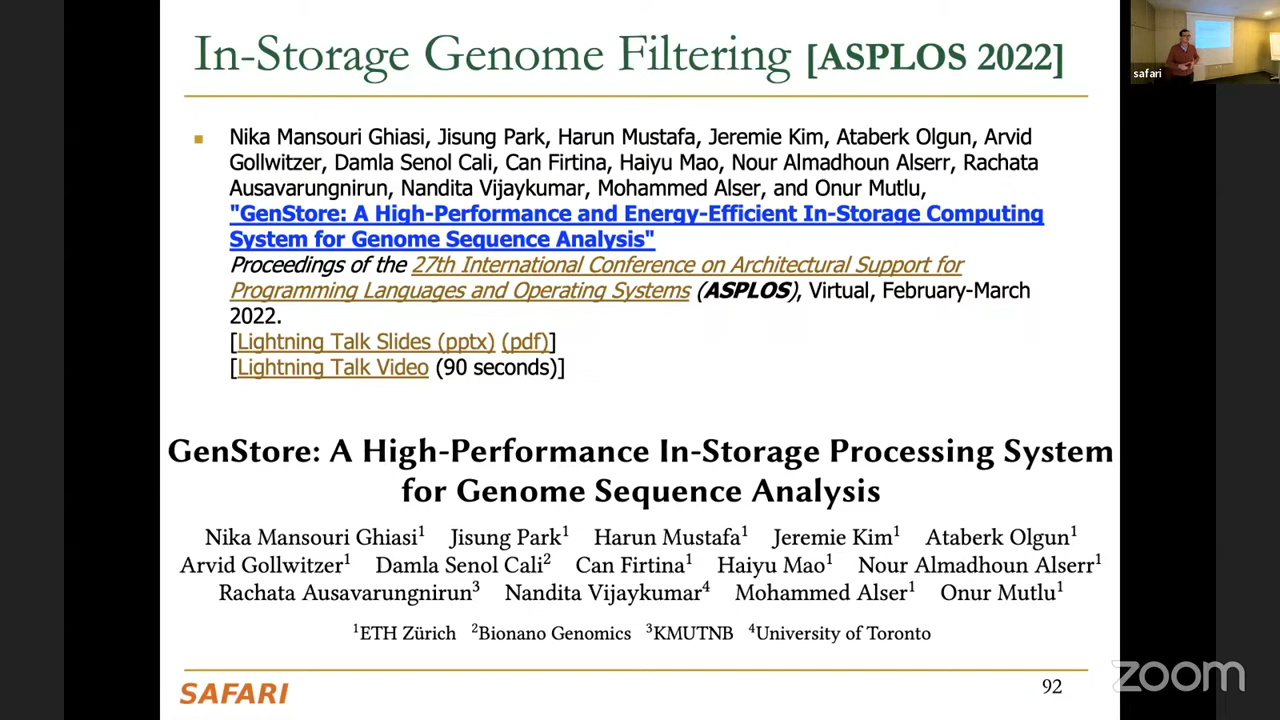 In-Storage Genome Filtering [ASPLOS 2022]
safari
Nika Mansouri Ghiasi, Jisung Park, Harun Mustafa, Jeremie Kim, Ataberk Olgun, Arvid
Gollwitzer, Damla Senol Cali, Can Firtina, Haiyu Mao, Nour Almadhoun Alserr, Rachata
Ausavarungnirun, Nandita Vijaykumar, Mohammed Alser, and Onur Mutlu,
"GenStore: A High-Performance and Energy-Efficient In-Storage Computing
System for Genome Sequence Analysis"
Proceedings of the 27th International Conference on Architectural Support for
Programming Languages and Operating Systems (ASPLOS), Virtual, February-March
2022.
[Lightning Talk Slides (pptx) (pdf)]
[Lightning Talk Video (90 seconds)]
GenStore: A High-Performance In-Storage Processing System
for Genome Sequence Analysis
Nika Mansouri Ghiasi¹ Jisung Park¹ Harun Mustafa¹ Jeremie Kim¹ Ataberk Olgun¹
Arvid Gollwitzer¹ Damla Senol Cali² Can Firtina¹ Haiyu Mao¹ Nour Almadhoun Alserr¹
Rachata Ausavarungnirun³ Nandita Vijaykumar⁴ Mohammed Alser¹ Onur Mutlu¹
¹ETH Zürich ²Bionano Genomics ³KMUTNB ⁴University of Toronto
SAFARI
92
zoom